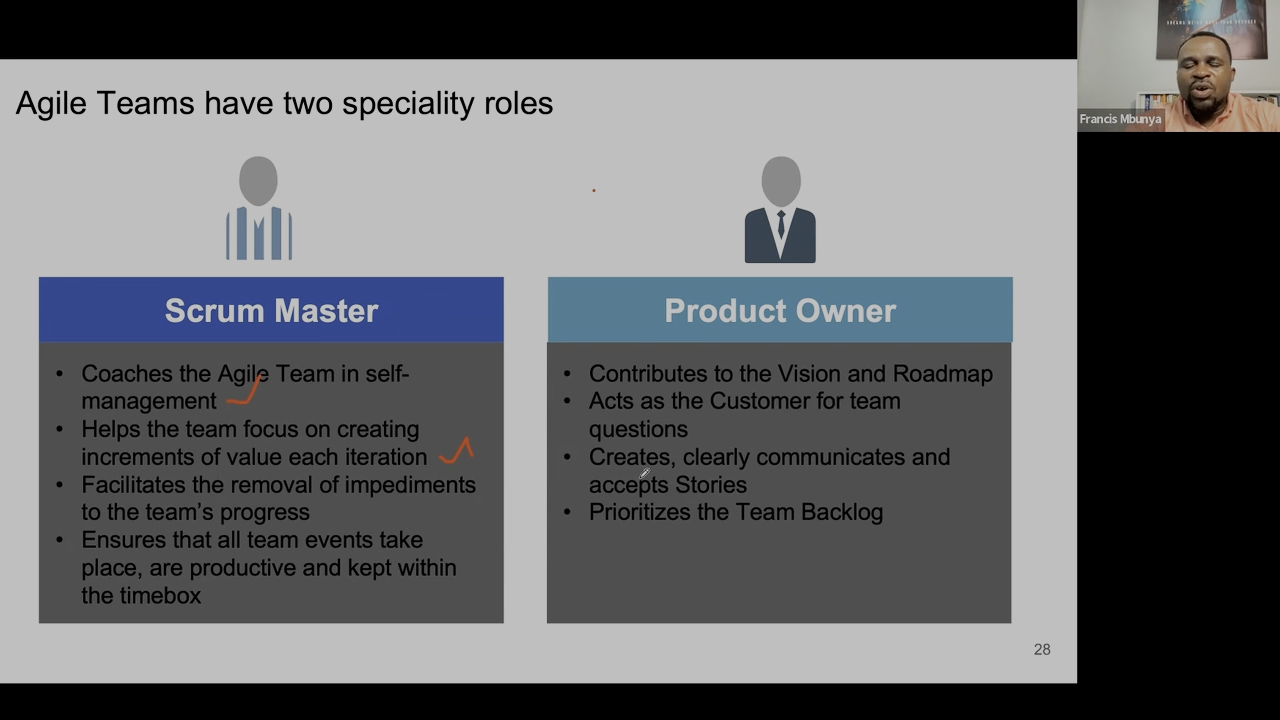 Agile Teams have two speciality roles
Scrum Master
• Coaches the Agile Team in self-
management
• Helps the team focus on creating
increments of value each iteration
• Facilitates the removal of impediments
to the team’s progress
• Ensures that all team events take
place, are productive and kept within
the timebox
Product Owner
• Contributes to the Vision and Roadmap
• Acts as the Customer for team
questions
• Creates, clearly communicates and
accepts Stories
• Prioritizes the Team Backlog
28
Francis Mbunya